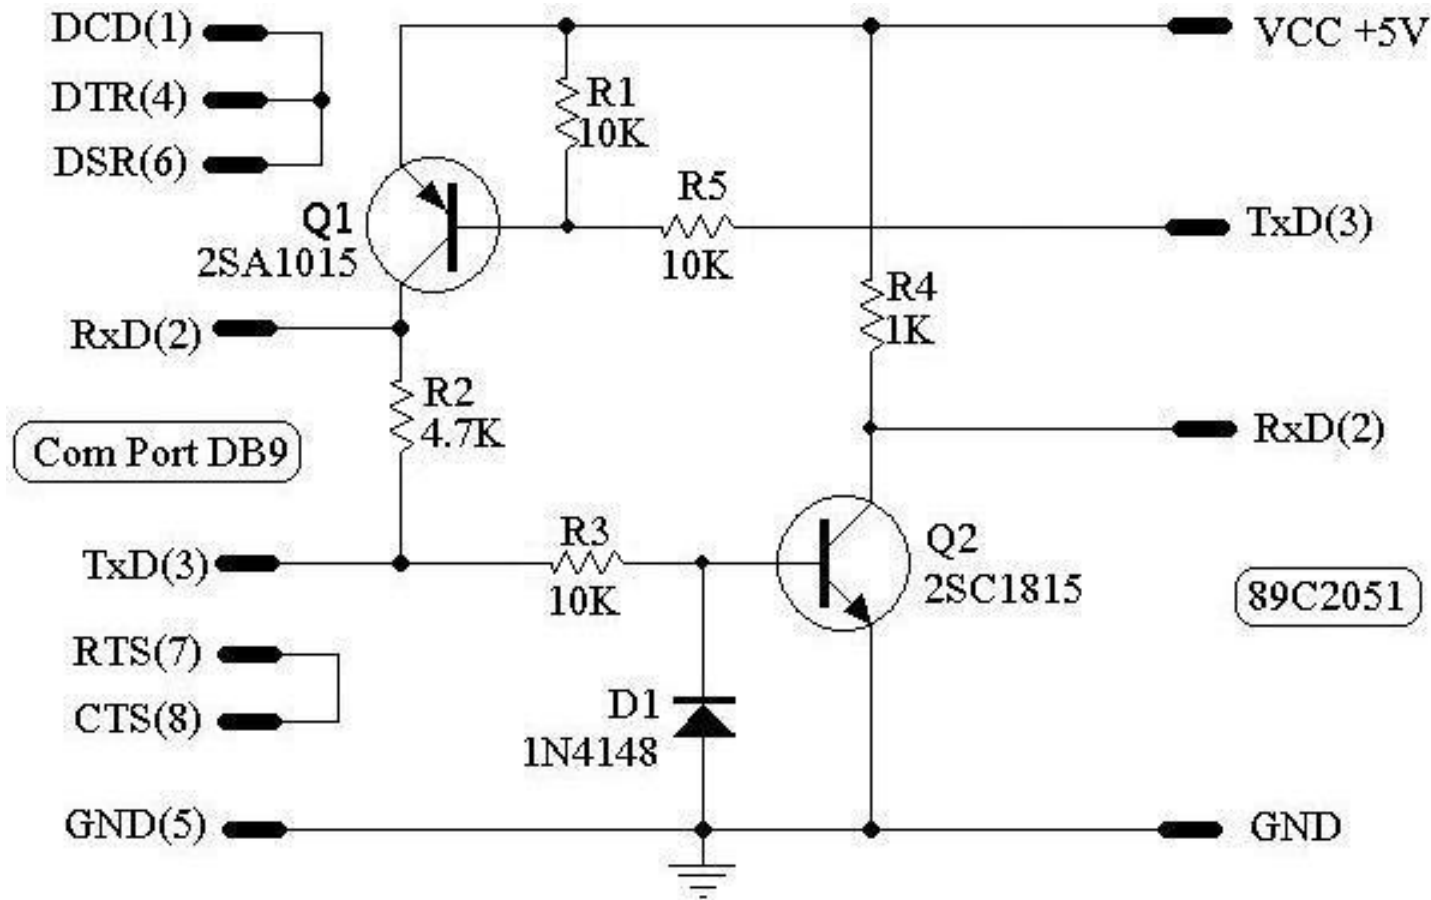 DCD(1)
VCC +5V
DTR(4)
R1
10K
DSR(6)
R5
10K
Q1
2SA1015
TxD(3)
R4
1K
RxD(2)
R2
4.7K
RxD(2)
Com Port DB9
TxD(3)
R3
10K
Q2
2SC1815
89C2051
RTS(7)
CTS(8)
D1
1N4148
GND(5)
GND